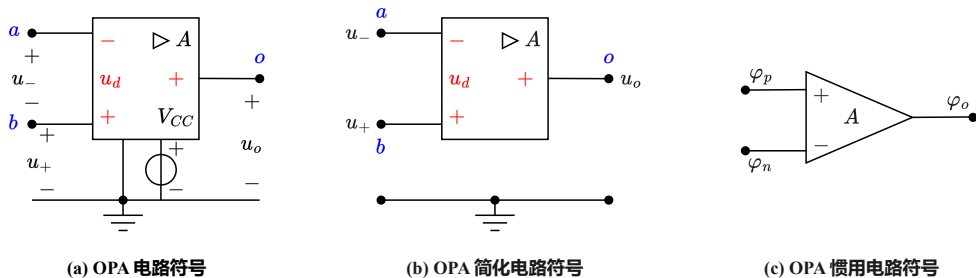 a
− ▷ A
+
u₋ u_d + o
−
b + V_CC +
+ +
u₊ u_o
− − −
(a) OPA 电路符号
a
u₋ − ▷ A
u_d + o u_o
u₊ +
b
(b) OPA 简化电路符号
φ_p
+
A φ_o
−
φ_n
(c) OPA 惯用电路符号